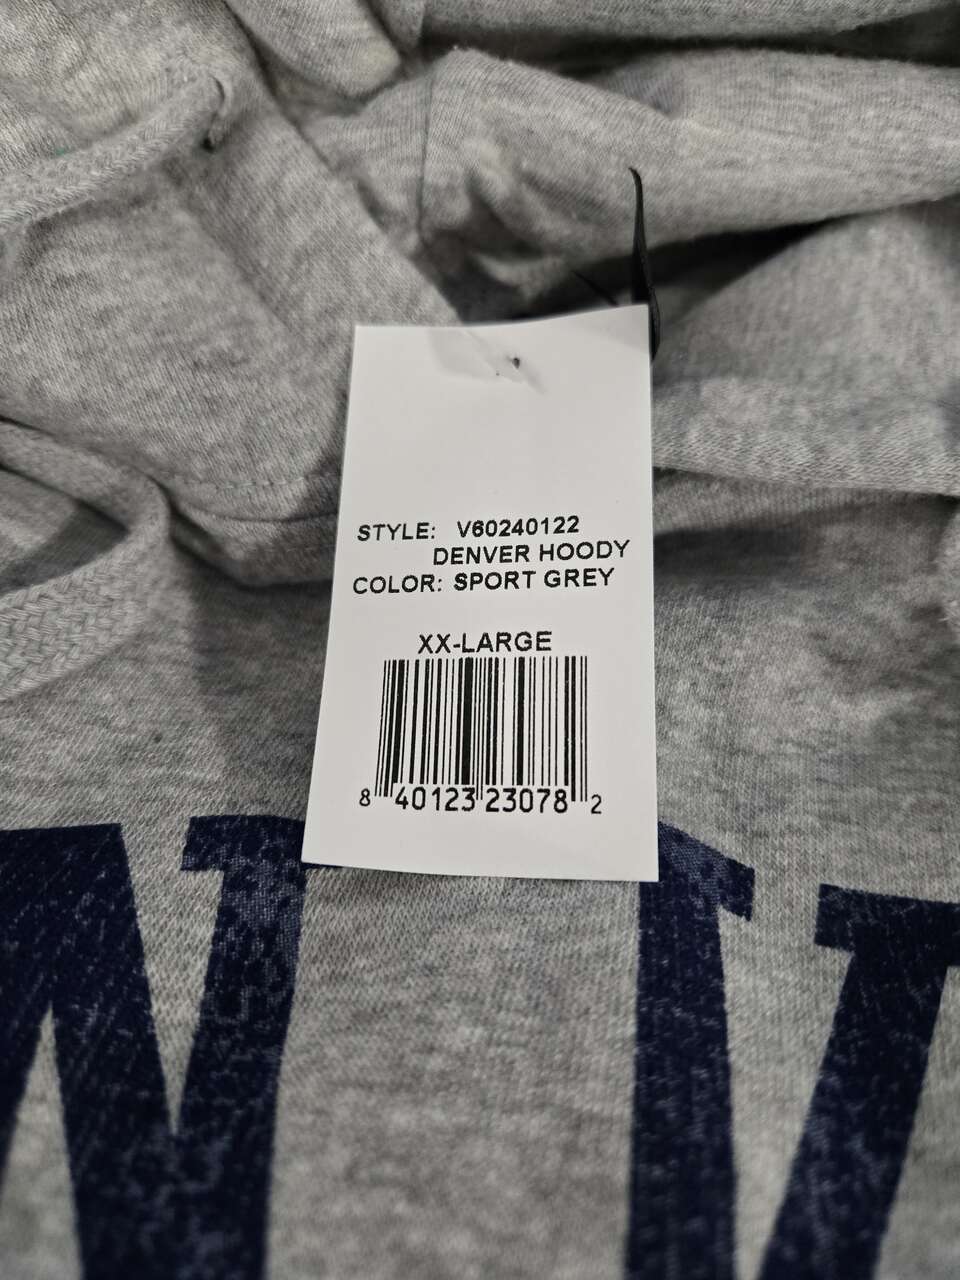 STYLE: V60240122
DENVER HOODY
COLOR: SPORT GREY
XX-LARGE
8 40123 23078 2